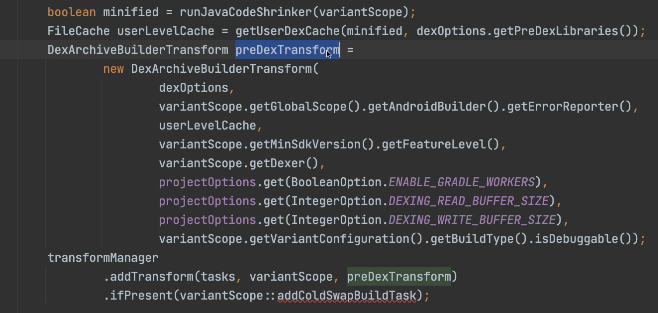 boolean minified = runJavaCodeShrinker(variantScope);
FileCache userLevelCache = getUserDexCache(minified, dexOptions.getPreDexLibraries());
DexArchiveBuilderTransform preDexTransform =
new DexArchiveBuilderTransform(
dexOptions,
variantScope.getGlobalScope().getAndroidBuilder().getErrorReporter(),
userLevelCache,
variantScope.getMinSdkVersion().getFeatureLevel(),
variantScope.getDexer(),
projectOptions.get(BooleanOption.ENABLE_GRADLE_WORKERS),
projectOptions.get(IntegerOption.DEXING_READ_BUFFER_SIZE),
projectOptions.get(IntegerOption.DEXING_WRITE_BUFFER_SIZE),
variantScope.getVariantConfiguration().getBuildType().isDebuggable());
transformManager
.addTransform(tasks, variantScope, preDexTransform)
.ifPresent(variantScope::addColdSwapBuildTask);